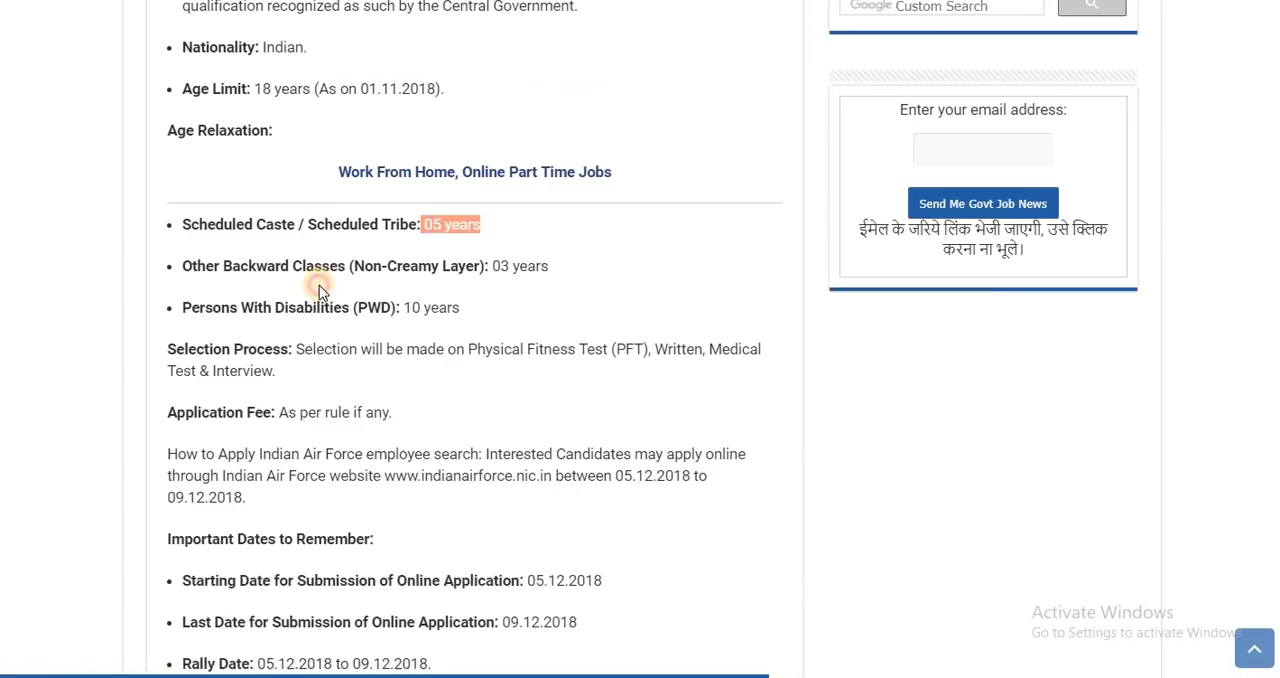 qualification recognized as such by the Central Government.
Nationality: Indian.
Age Limit: 18 years (As on 01.11.2018).
Age Relaxation:
Work From Home, Online Part Time Jobs
Scheduled Caste / Scheduled Tribe: 05 years
Other Backward Classes (Non-Creamy Layer): 03 years
Persons With Disabilities (PWD): 10 years
Selection Process: Selection will be made on Physical Fitness Test (PFT), Written, Medical
Test & Interview.
Application Fee: As per rule if any.
How to Apply Indian Air Force employee search: Interested Candidates may apply online
through Indian Air Force website www.indianairforce.nic.in between 05.12.2018 to
09.12.2018.
Important Dates to Remember:
Starting Date for Submission of Online Application: 05.12.2018
Last Date for Submission of Online Application: 09.12.2018
Rally Date: 05.12.2018 to 09.12.2018.
Google Custom Search
Enter your email address:
Send Me Govt Job News
ईमेल के जरिये लिंक भेजी जाएगी, उसे क्लिक
करना ना भूले।
Activate Windows
Go to Settings to activate Windows